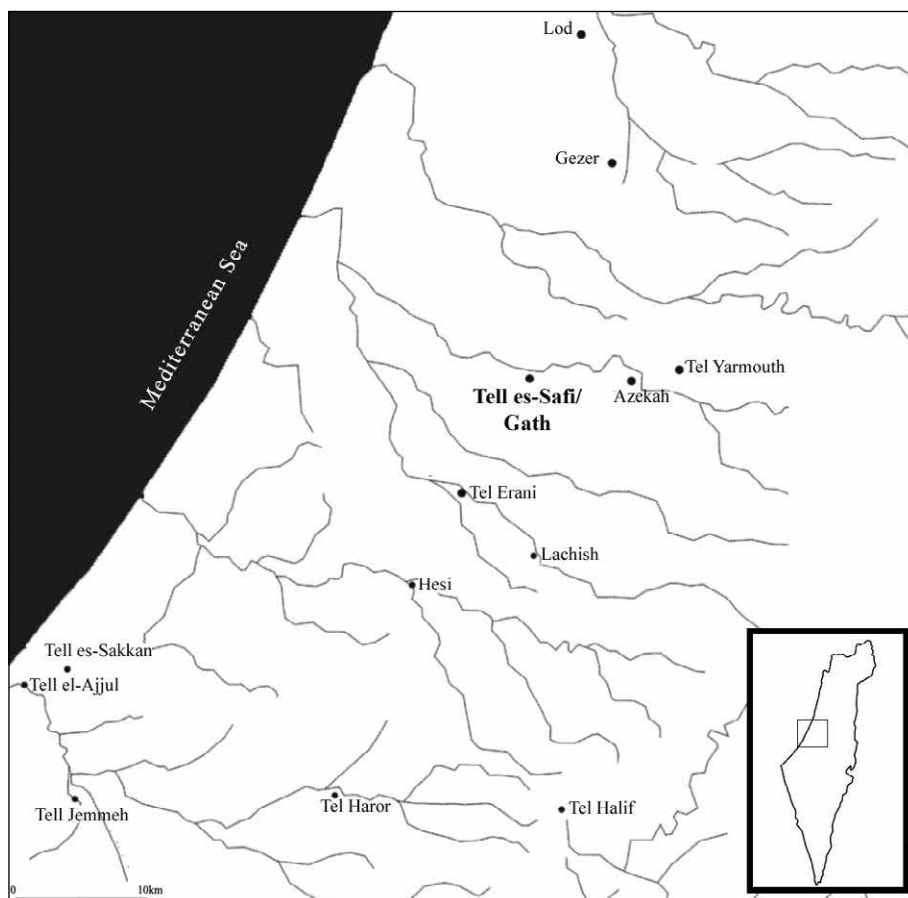 Lod
Gezer
Mediterranean Sea
Tel Yarmouth
Tell es-Safi/
Gath
Azekah
Tel Erani
Lachish
Hesi
Tell es-Sakkan
Tell el-Ajjul
Tell Jemmeh
Tel Haror
Tel Halif
0 10km